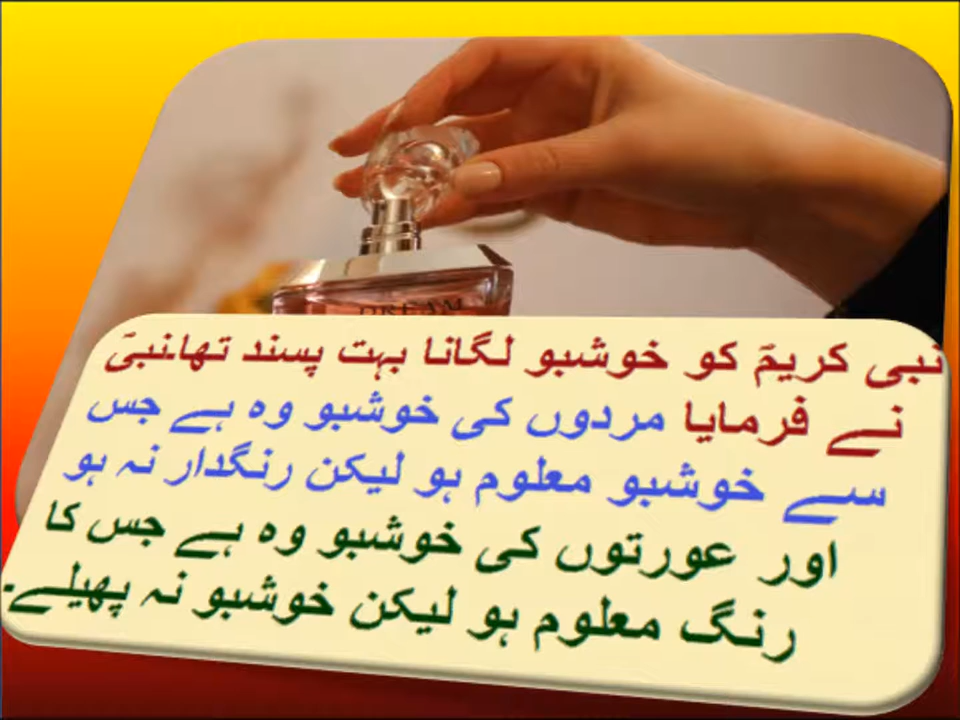 DREAM
نبی کریمؐ کو خوشبو لگانا بہت پسند تھا۔نبیؐ
نے فرمایا مردوں کی خوشبو وہ ہے جس
سے خوشبو معلوم ہو لیکن رنگدار نہ ہو
اور عورتوں کی خوشبو وہ ہے جس کا
رنگ معلوم ہو لیکن خوشبو نہ پھیلے۔